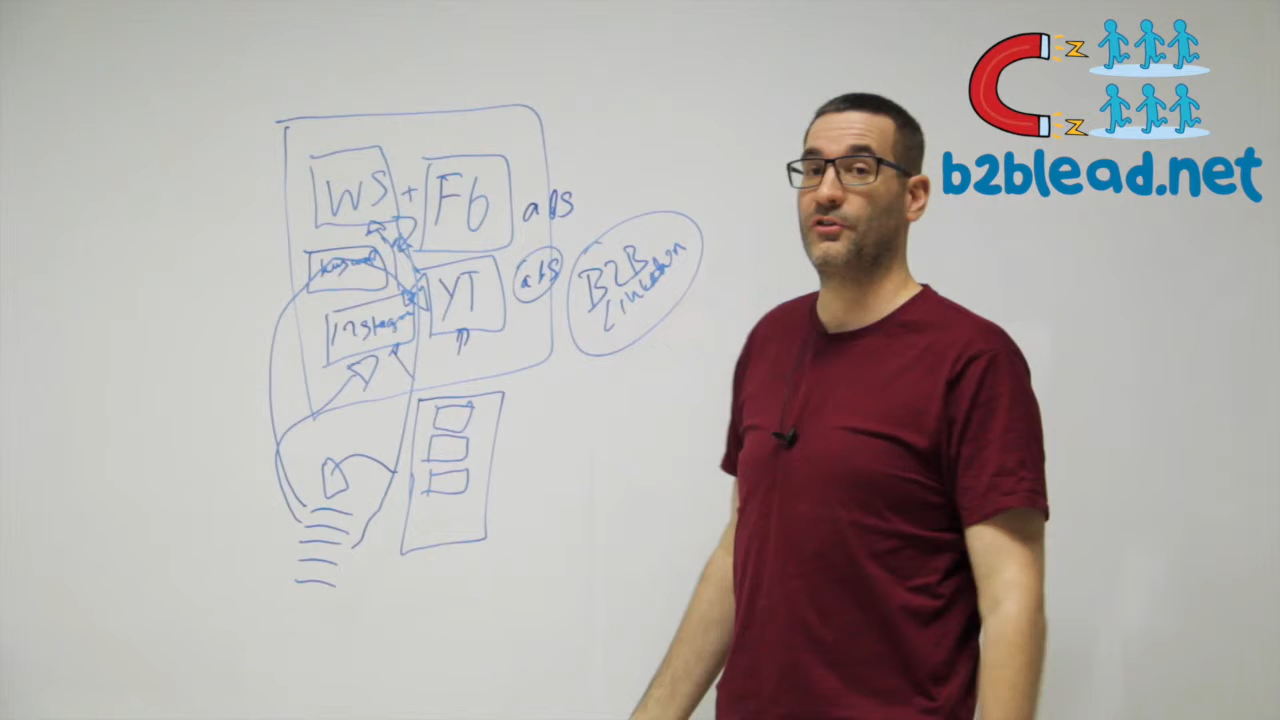 b2blead.net
WS + Fb ads
YT ads
Instagram
B2B
Linkedin